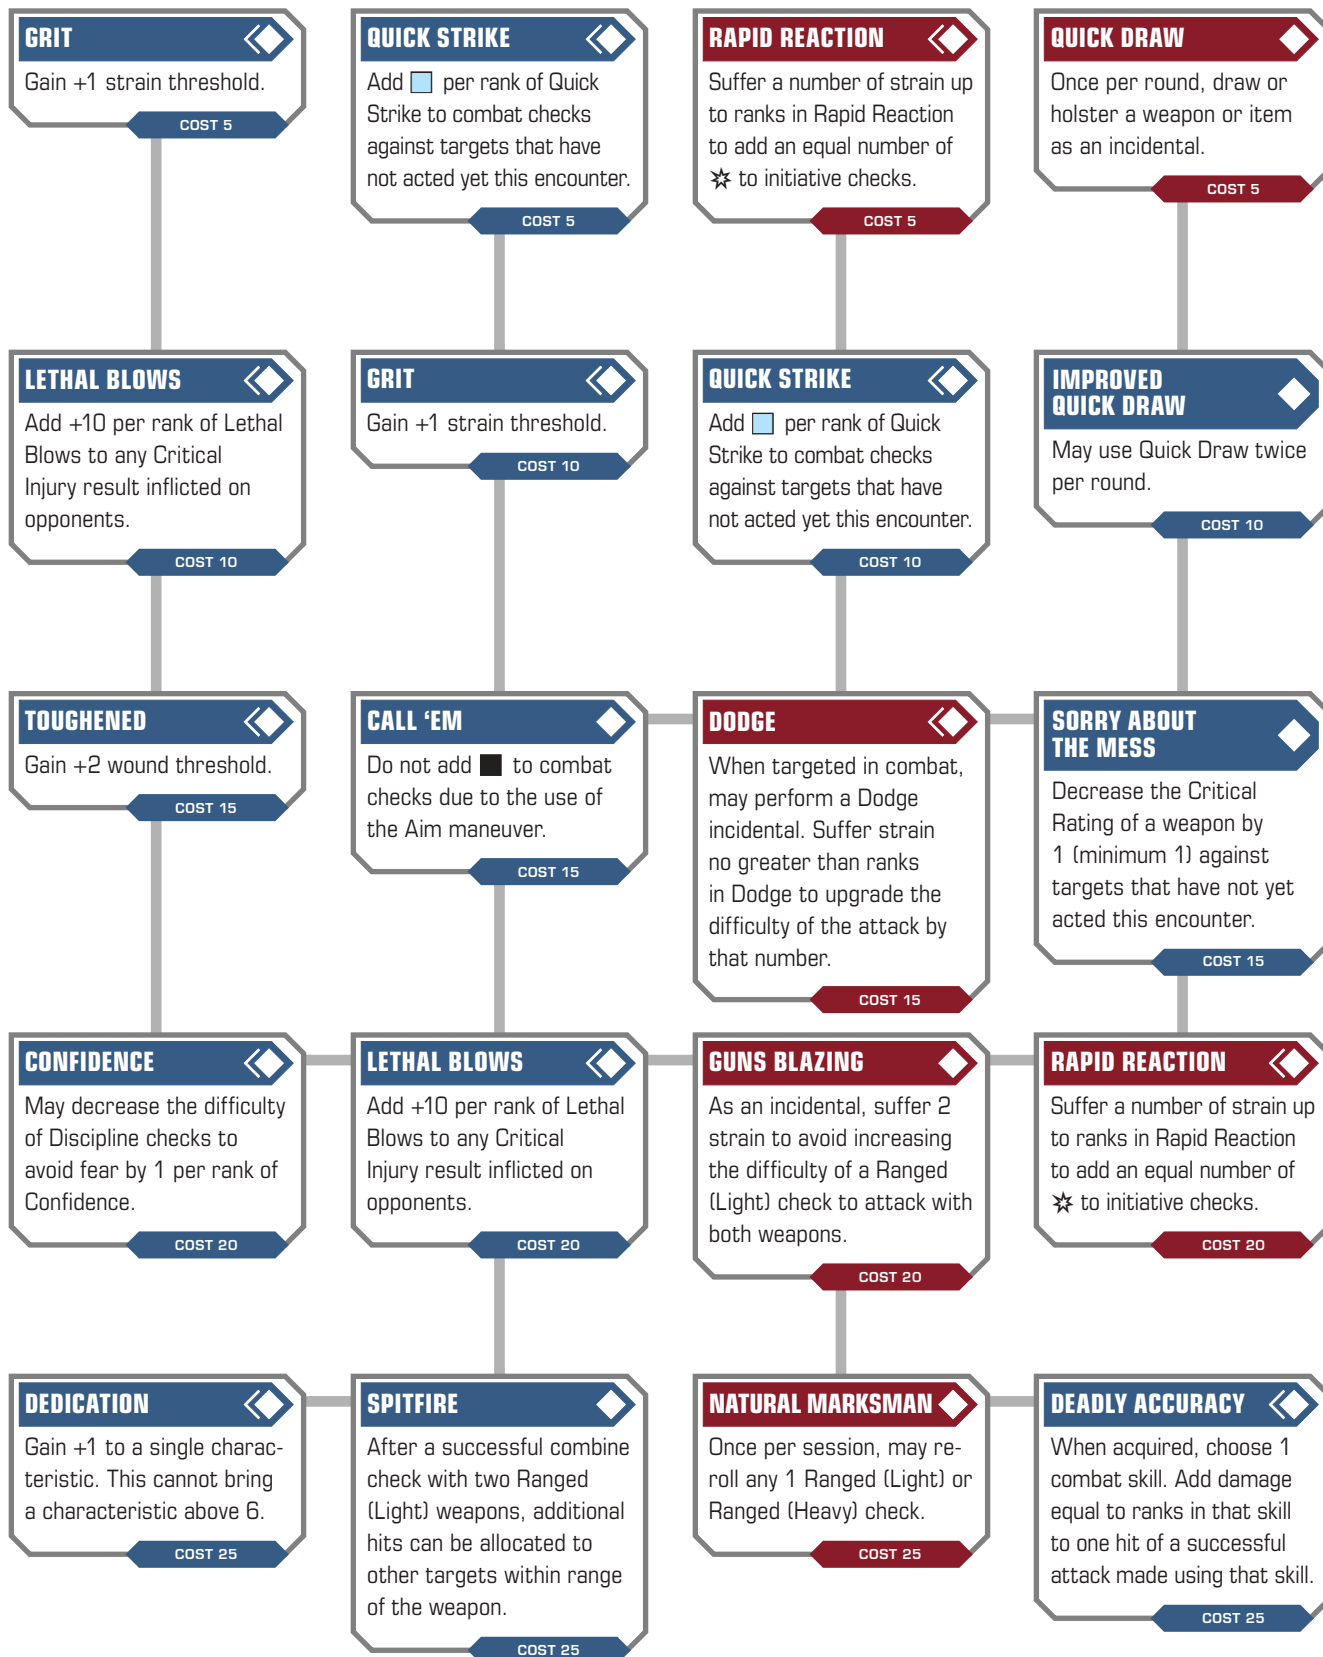 GRIT
Gain +1 strain threshold.
COST 5
QUICK STRIKE
Add per rank of Quick
Strike to combat checks
against targets that have
not acted yet this encounter.
COST 5
RAPID REACTION
Suffer a number of strain up
to ranks in Rapid Reaction
to add an equal number of
to initiative checks.
COST 5
QUICK DRAW
Once per round, draw or
holster a weapon or item
as an incidental.
COST 5
LETHAL BLOWS
Add +10 per rank of Lethal
Blows to any Critical
Injury result inflicted on
opponents.
COST 10
GRIT
Gain +1 strain threshold.
COST 10
QUICK STRIKE
Add per rank of Quick
Strike to combat checks
against targets that have
not acted yet this encounter.
COST 10
IMPROVED
QUICK DRAW
May use Quick Draw twice
per round.
COST 10
TOUGHENED
Gain +2 wound threshold.
COST 15
CALL ‘EM
Do not add to combat
checks due to the use of
the Aim maneuver.
COST 15
DODGE
When targeted in combat,
may perform a Dodge
incidental. Suffer strain
no greater than ranks
in Dodge to upgrade the
difficulty of the attack by
that number.
COST 15
SORRY ABOUT
THE MESS
Decrease the Critical
Rating of a weapon by
1 (minimum 1) against
targets that have not yet
acted this encounter.
COST 15
CONFIDENCE
May decrease the difficulty
of Discipline checks to
avoid fear by 1 per rank of
Confidence.
COST 20
LETHAL BLOWS
Add +10 per rank of Lethal
Blows to any Critical
Injury result inflicted on
opponents.
COST 20
GUNS BLAZING
As an incidental, suffer 2
strain to avoid increasing
the difficulty of a Ranged
(Light) check to attack with
both weapons.
COST 20
RAPID REACTION
Suffer a number of strain up
to ranks in Rapid Reaction
to add an equal number of
to initiative checks.
COST 20
DEDICATION
Gain +1 to a single charac-
teristic. This cannot bring
a characteristic above 6.
COST 25
SPITFIRE
After a successful combine
check with two Ranged
(Light) weapons, additional
hits can be allocated to
other targets within range
of the weapon.
COST 25
NATURAL MARKSMAN
Once per session, may re-
roll any 1 Ranged (Light) or
Ranged (Heavy) check.
COST 25
DEADLY ACCURACY
When acquired, choose 1
combat skill. Add damage
equal to ranks in that skill
to one hit of a successful
attack made using that skill.
COST 25